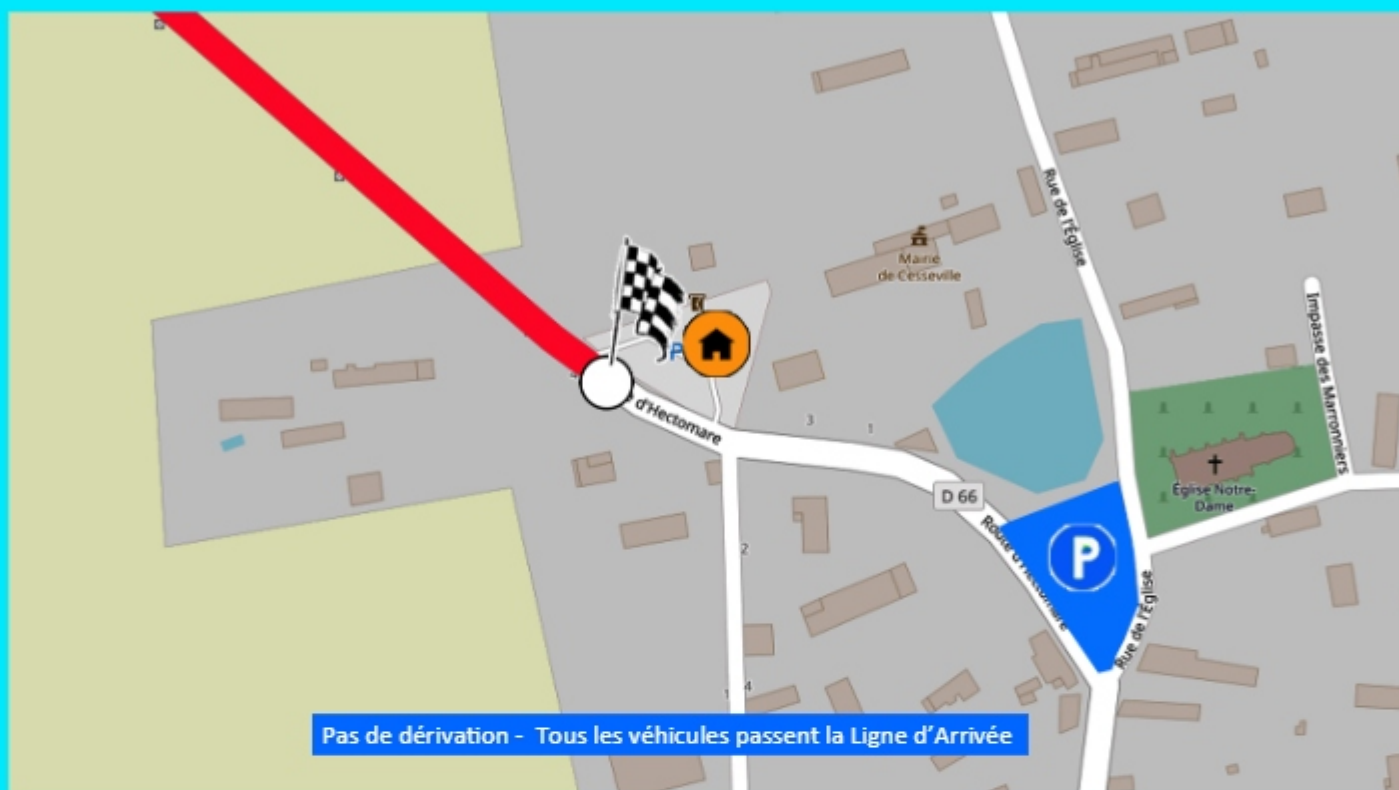 Rue de l'Église
Mairie
de Cesseville
Impasse des Marronniers
P
d'Hectomare
3
1
D 66
Église Notre-
Dame
P
Route d'Hectomare
2
Rue de l'Église
4
Pas de dérivation - Tous les véhicules passent la Ligne d'Arrivée